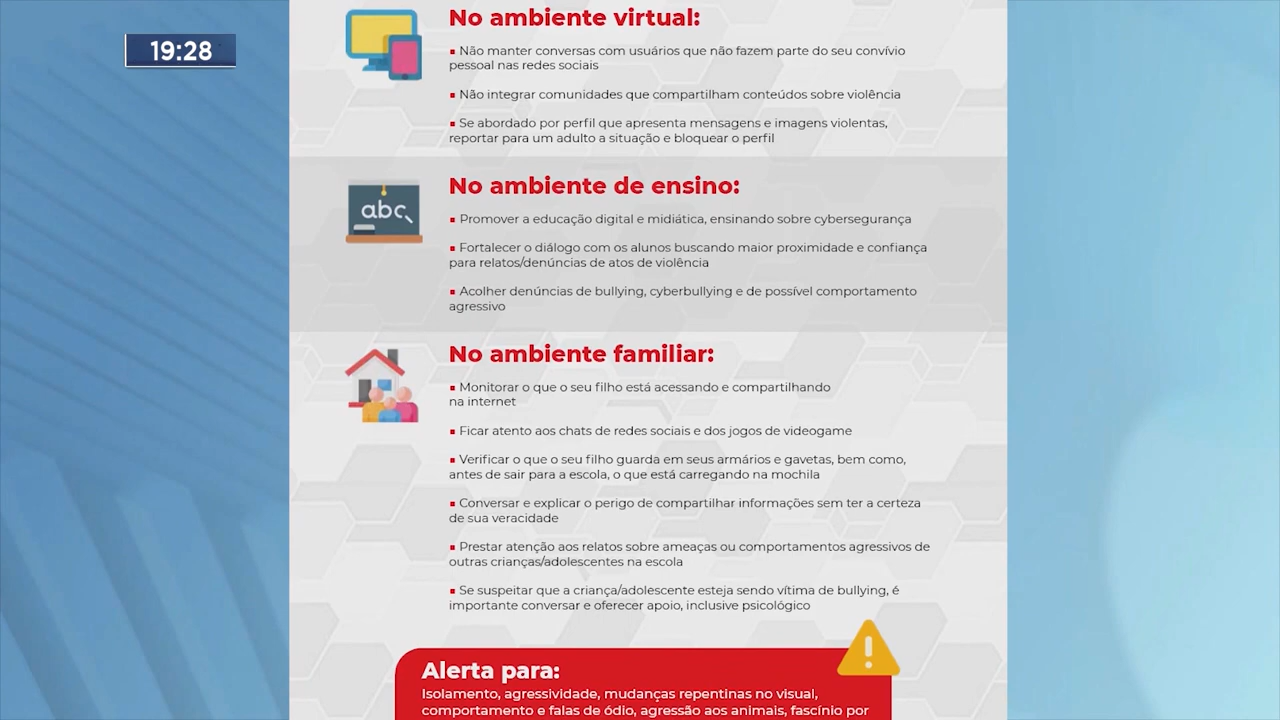 19:28
No ambiente virtual:
▪ Não manter conversas com usuários que não fazem parte do seu convívio
pessoal nas redes sociais
▪ Não integrar comunidades que compartilham conteúdos sobre violência
▪ Se abordado por perfil que apresenta mensagens e imagens violentas,
reportar para um adulto a situação e bloquear o perfil
abc
No ambiente de ensino:
▪ Promover a educação digital e midiática, ensinando sobre cybersegurança
▪ Fortalecer o diálogo com os alunos buscando maior proximidade e confiança
para relatos/denúncias de atos de violência
▪ Acolher denúncias de bullying, cyberbullying e de possível comportamento
agressivo
No ambiente familiar:
▪ Monitorar o que o seu filho está acessando e compartilhando
na internet
▪ Ficar atento aos chats de redes sociais e dos jogos de videogame
▪ Verificar o que o seu filho guarda em seus armários e gavetas, bem como,
antes de sair para a escola, o que está carregando na mochila
▪ Conversar e explicar o perigo de compartilhar informações sem ter a certeza
de sua veracidade
▪ Prestar atenção aos relatos sobre ameaças ou comportamentos agressivos de
outras crianças/adolescentes na escola
▪ Se suspeitar que a criança/adolescente esteja sendo vítima de bullying, é
importante conversar e oferecer apoio, inclusive psicológico
Alerta para:
Isolamento, agressividade, mudanças repentinas no visual,
comportamento e falas de ódio, agressão aos animais, fascínio por